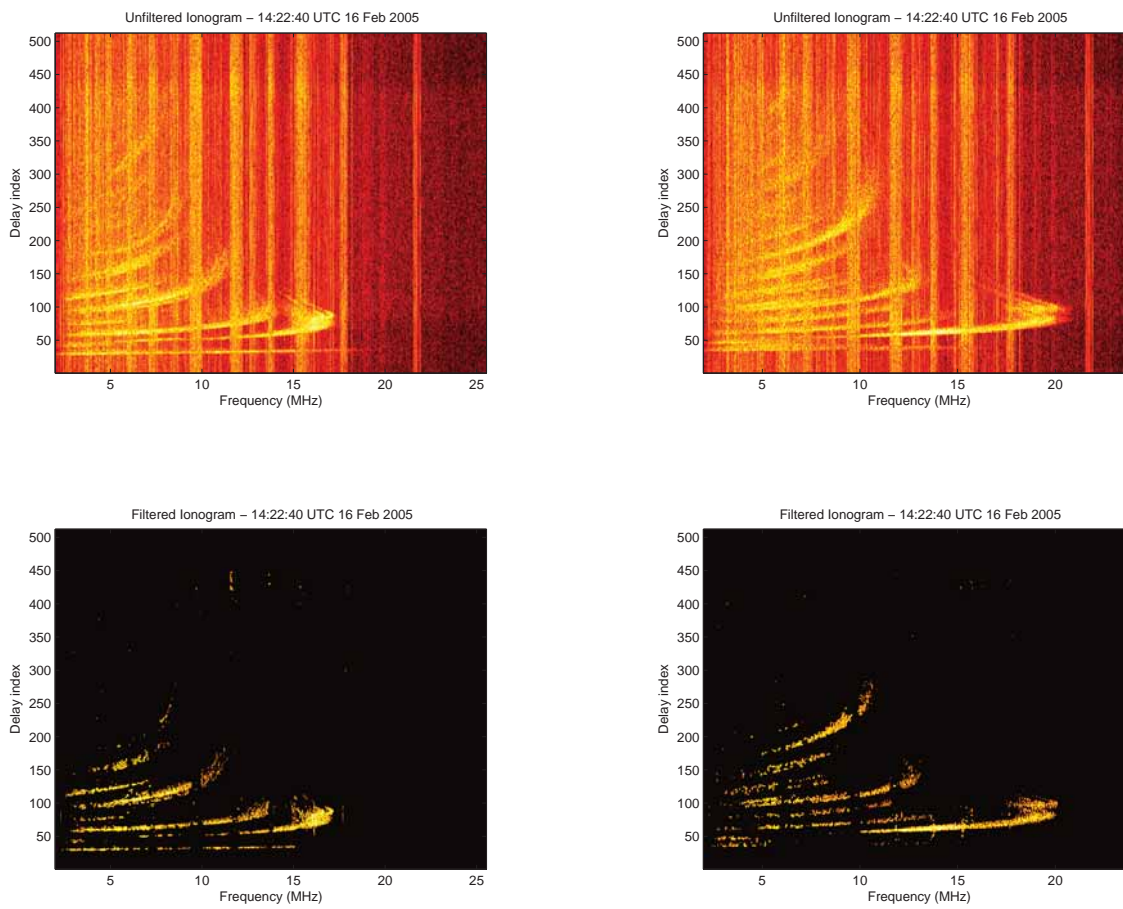 Unfiltered Ionogram – 14:22:40 UTC 16 Feb 2005
500
450
400
350
300
250
200
150
100
50
Delay index
5 10 15 20 25
Frequency (MHz)
Unfiltered Ionogram – 14:22:40 UTC 16 Feb 2005
500
450
400
350
300
250
200
150
100
50
Delay index
5 10 15 20
Frequency (MHz)
Filtered Ionogram – 14:22:40 UTC 16 Feb 2005
500
450
400
350
300
250
200
150
100
50
Delay index
5 10 15 20 25
Frequency (MHz)
Filtered Ionogram – 14:22:40 UTC 16 Feb 2005
500
450
400
350
300
250
200
150
100
50
Delay index
5 10 15 20
Frequency (MHz)